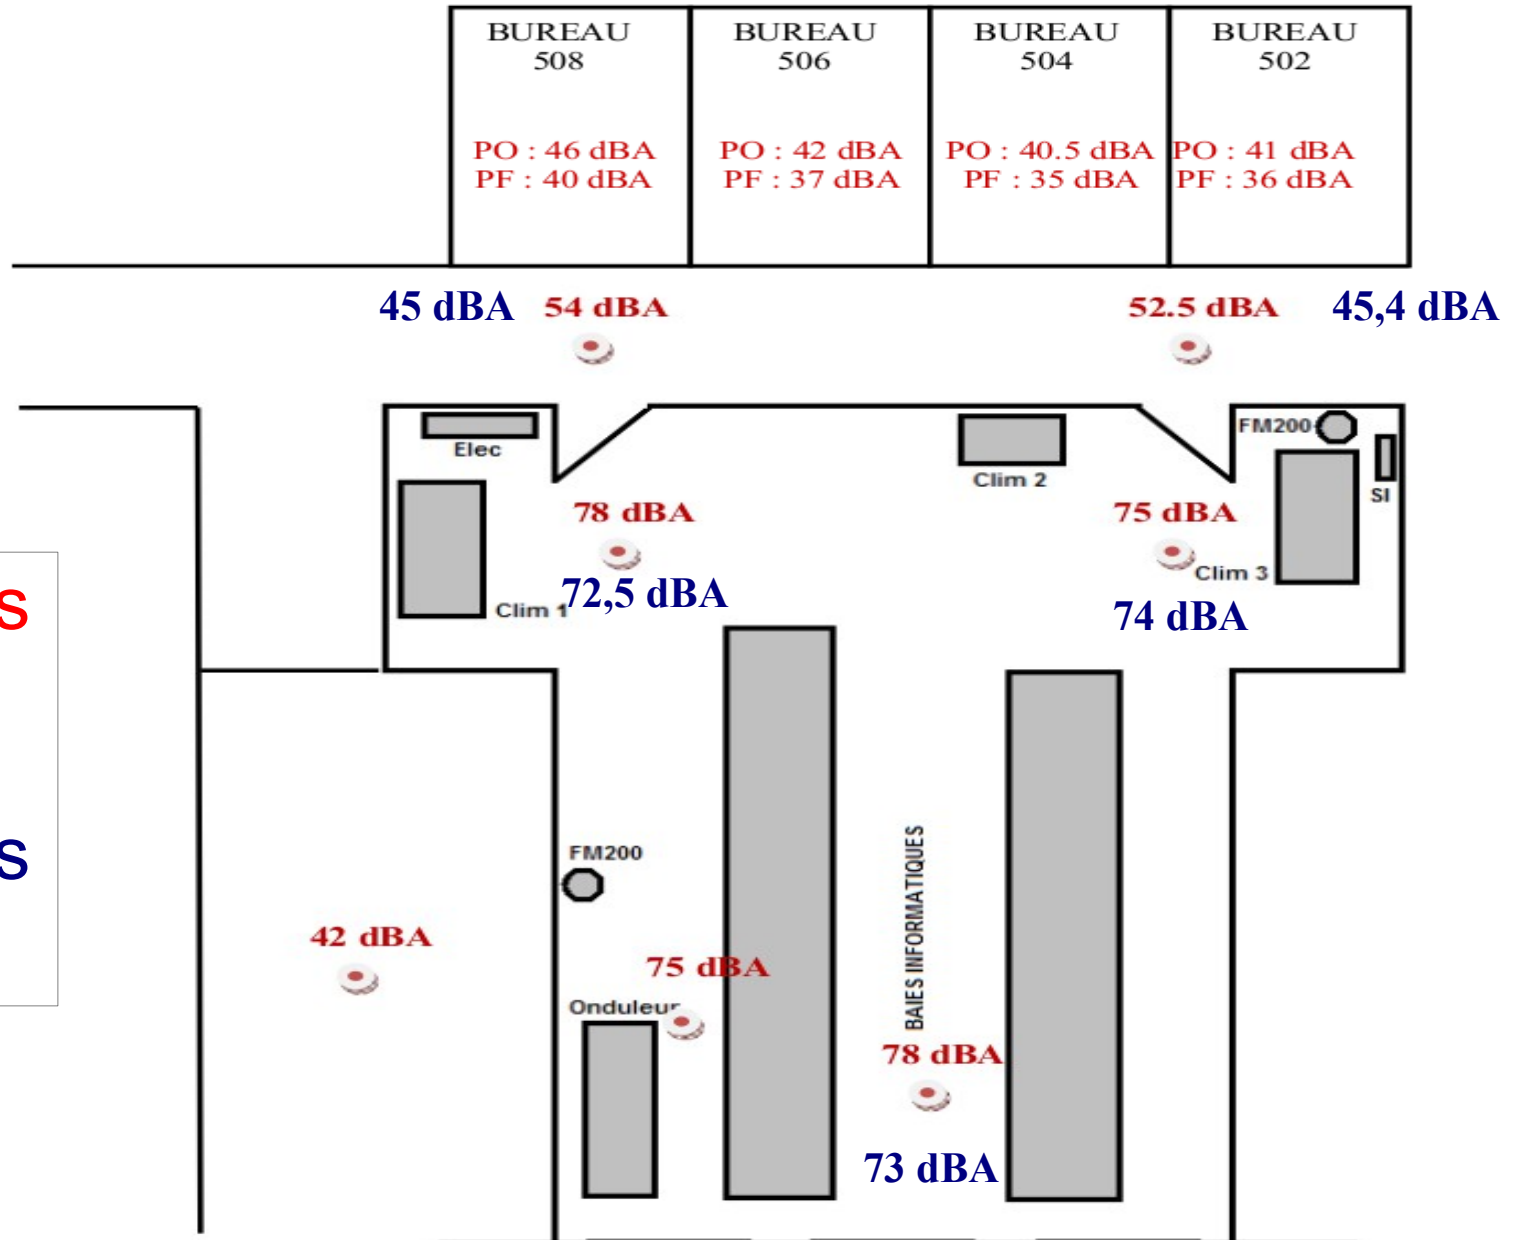 BUREAU
508
PO : 46 dBA
PF : 40 dBA
BUREAU
506
PO : 42 dBA
PF : 37 dBA
BUREAU
504
PO : 40.5 dBA
PF : 35 dBA
BUREAU
502
PO : 41 dBA
PF : 36 dBA
45 dBA
54 dBA
52.5 dBA
45,4 dBA
Elec
Clim 2
FM200
SI
78 dBA
75 dBA
Clim 3
Clim 1
72,5 dBA
74 dBA
s
s
FM200
BAIES INFORMATIQUES
42 dBA
75 dBA
Onduleur
78 dBA
73 dBA